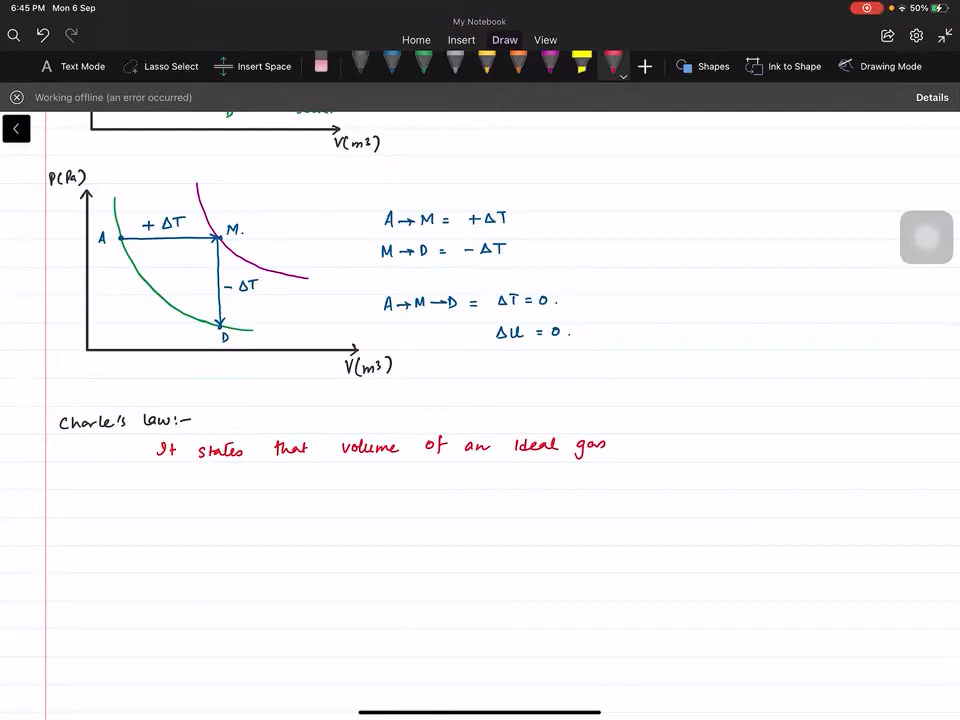 6:45 PM Mon 6 Sep
50%
My Notebook
Home Insert Draw View
Text Mode Lasso Select Insert Space Shapes Ink to Shape Drawing Mode
Working offline (an error occurred) Details
V(m³)
P(Pa)
A + ΔT M.
- ΔT
D
V(m³)
A → M = + ΔT
M → D = - ΔT
A → M → D = ΔT = 0.
ΔU = 0.
Charle's law:-
It states that volume of an ideal gas